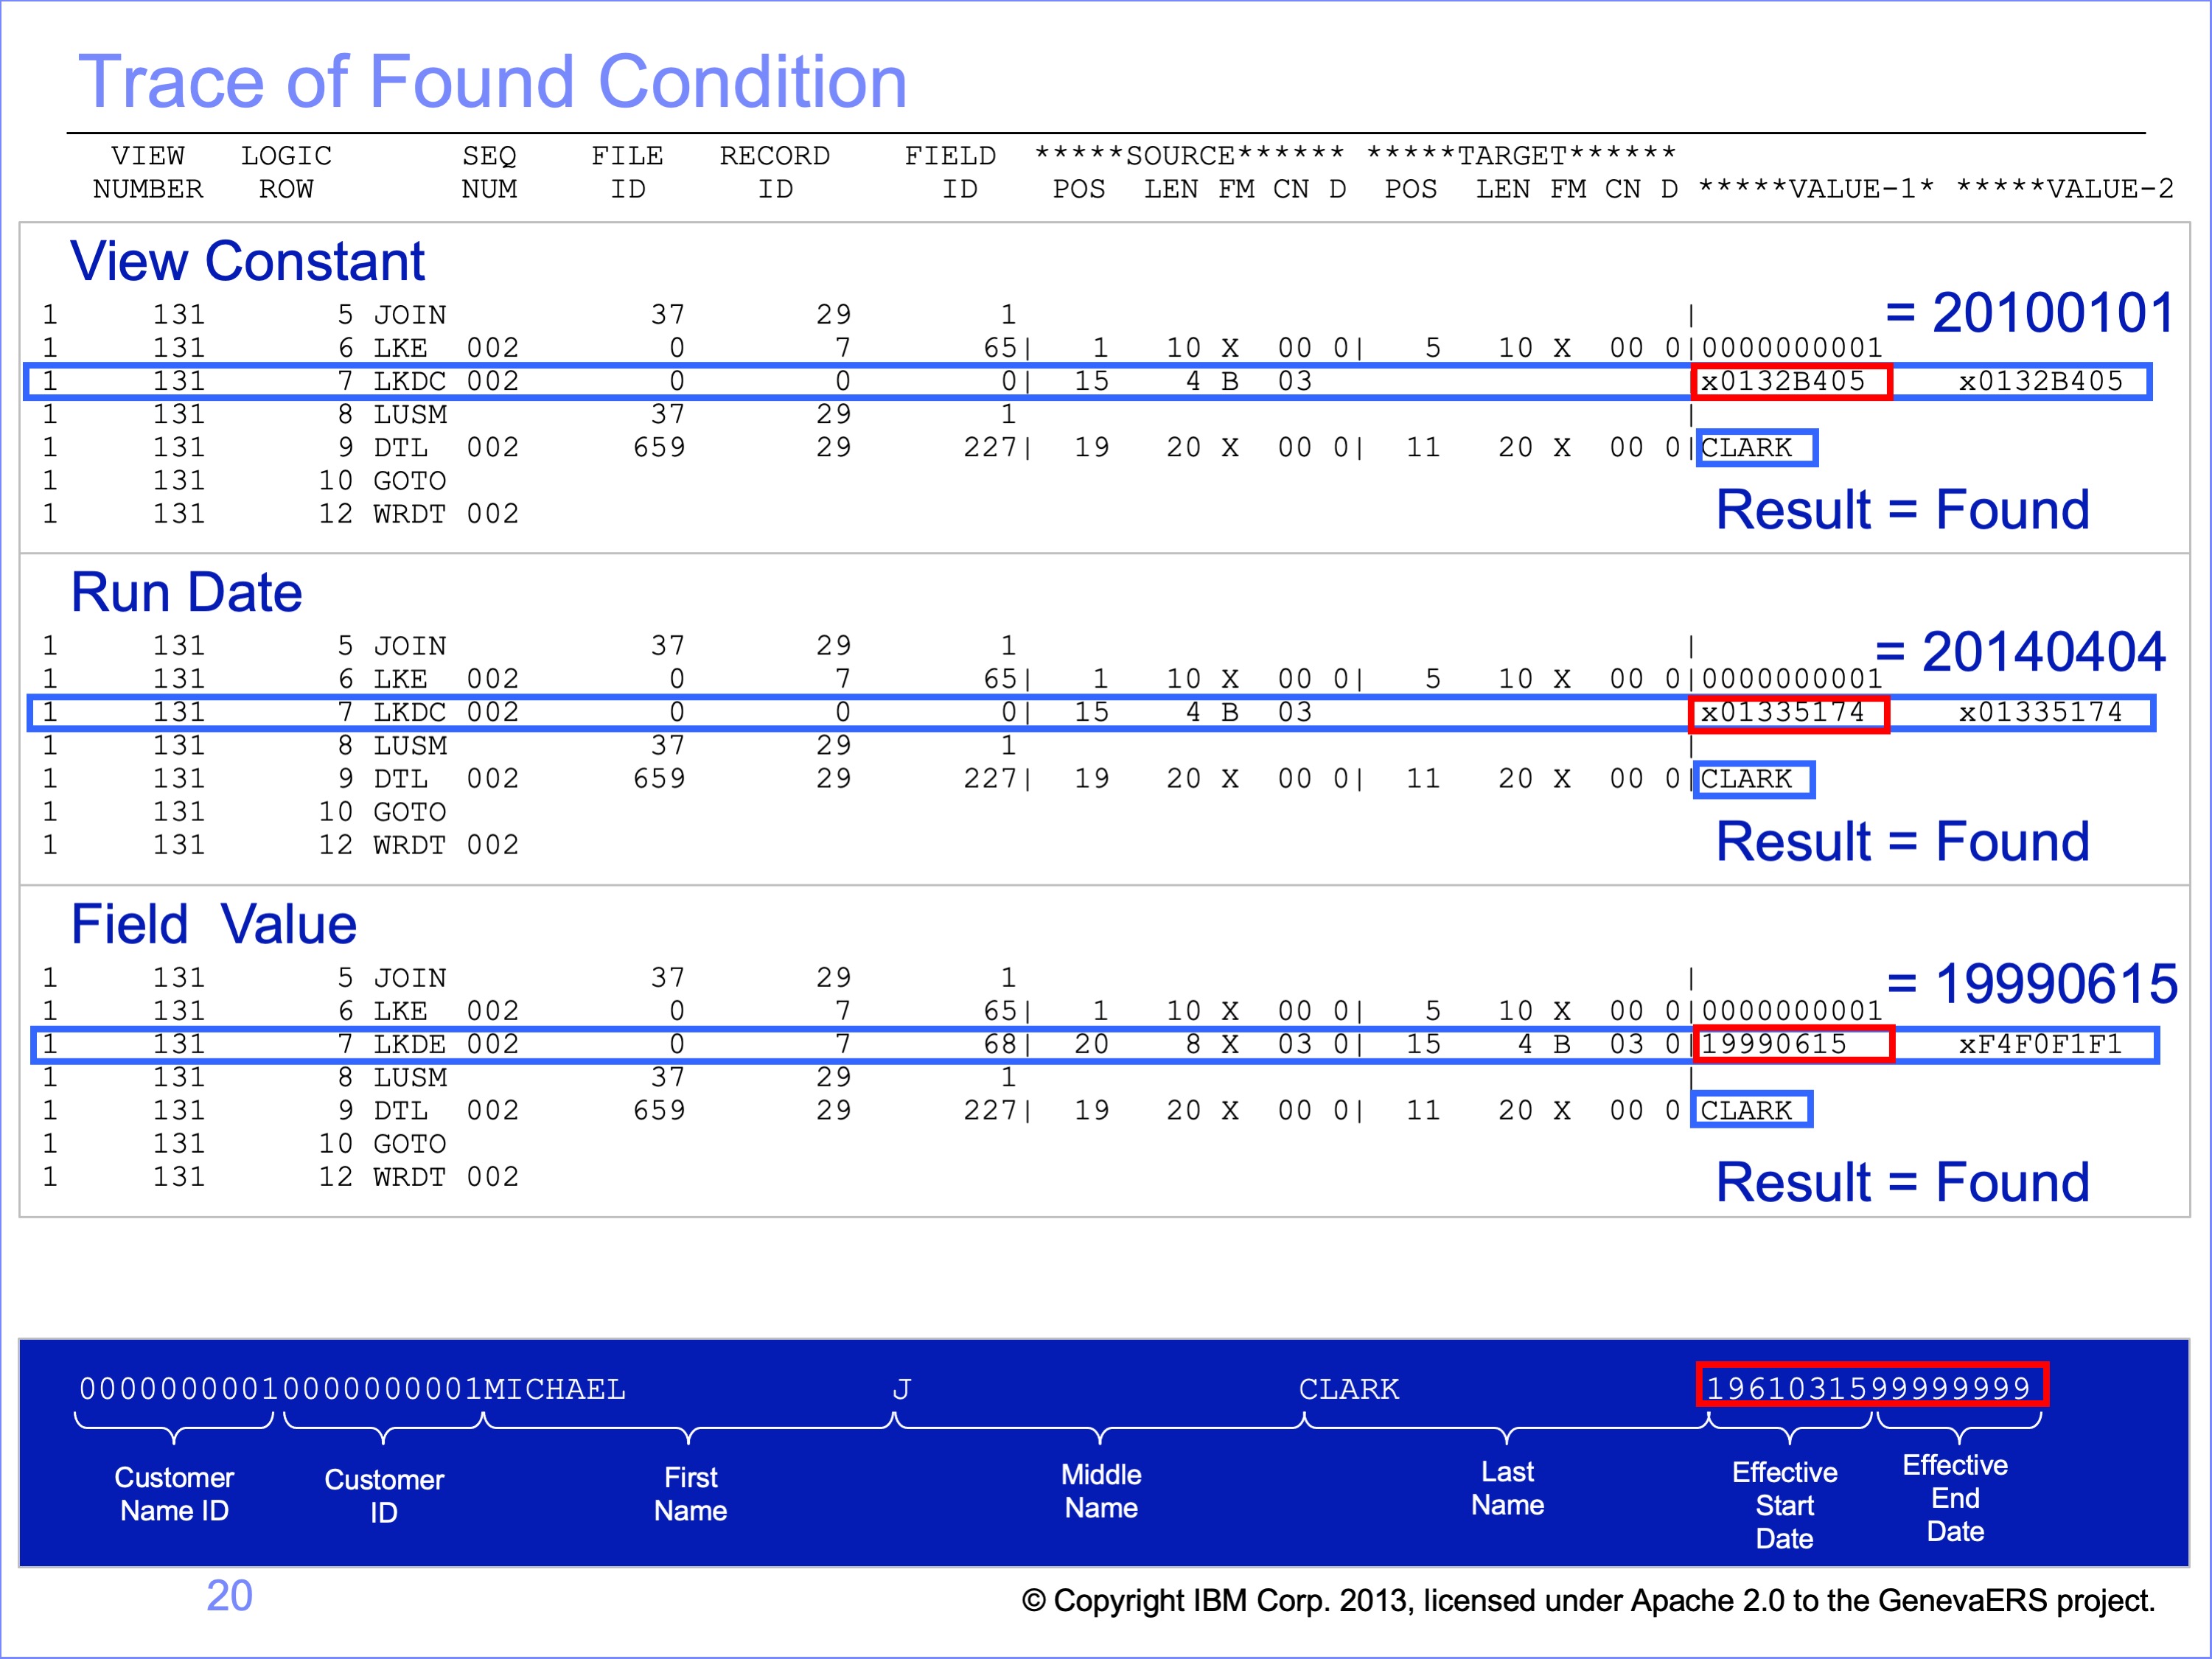 Trace of Found Condition
VIEW LOGIC SEQ FILE RECORD FIELD *****SOURCE****** *****TARGET******
NUMBER ROW NUM ID ID ID POS LEN FM CN D POS LEN FM CN D *****VALUE-1* *****VALUE-2
View Constant
= 20100101
1 131 5 JOIN 37 29 1 |
1 131 6 LKE 002 0 7 65| 1 10 X 00 0| 5 10 X 00 0|0000000001
1 131 7 LKDC 002 0 0 0| 15 4 B 03 x0132B405 x0132B405
1 131 8 LUSM 37 29 1 |
1 131 9 DTL 002 659 29 227| 19 20 X 00 0| 11 20 X 00 0|CLARK
1 131 10 GOTO
1 131 12 WRDT 002
Result = Found
Run Date
= 20140404
1 131 5 JOIN 37 29 1 |
1 131 6 LKE 002 0 7 65| 1 10 X 00 0| 5 10 X 00 0|0000000001
1 131 7 LKDC 002 0 0 0| 15 4 B 03 x01335174 x01335174
1 131 8 LUSM 37 29 1 |
1 131 9 DTL 002 659 29 227| 19 20 X 00 0| 11 20 X 00 0|CLARK
1 131 10 GOTO
1 131 12 WRDT 002
Result = Found
Field Value
= 19990615
1 131 5 JOIN 37 29 1 |
1 131 6 LKE 002 0 7 65| 1 10 X 00 0| 5 10 X 00 0|0000000001
1 131 7 LKDE 002 0 7 68| 20 8 X 03 0| 15 4 B 03 0|19990615 xF4F0F1F1
1 131 8 LUSM 37 29 1 |
1 131 9 DTL 002 659 29 227| 19 20 X 00 0| 11 20 X 00 0|CLARK
1 131 10 GOTO
1 131 12 WRDT 002
Result = Found
00000000010000000001MICHAEL J CLARK 1961031599999999
Customer Name ID
Customer ID
First Name
Middle Name
Last Name
Effective Start Date
Effective End Date
20
© Copyright IBM Corp. 2013, licensed under Apache 2.0 to the GenevaERS project.